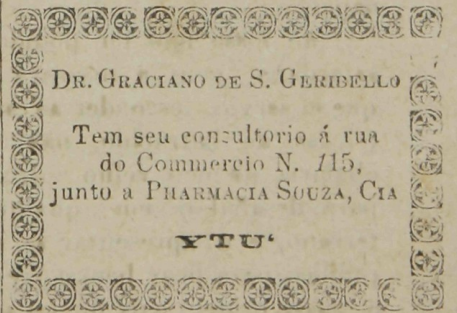 DR. GRACIANO DE S. GERIBELLO
Tem seu consultorio á rua
do Commercio N. 115,
junto a PHARMACIA SOUZA, CIA
YTU'